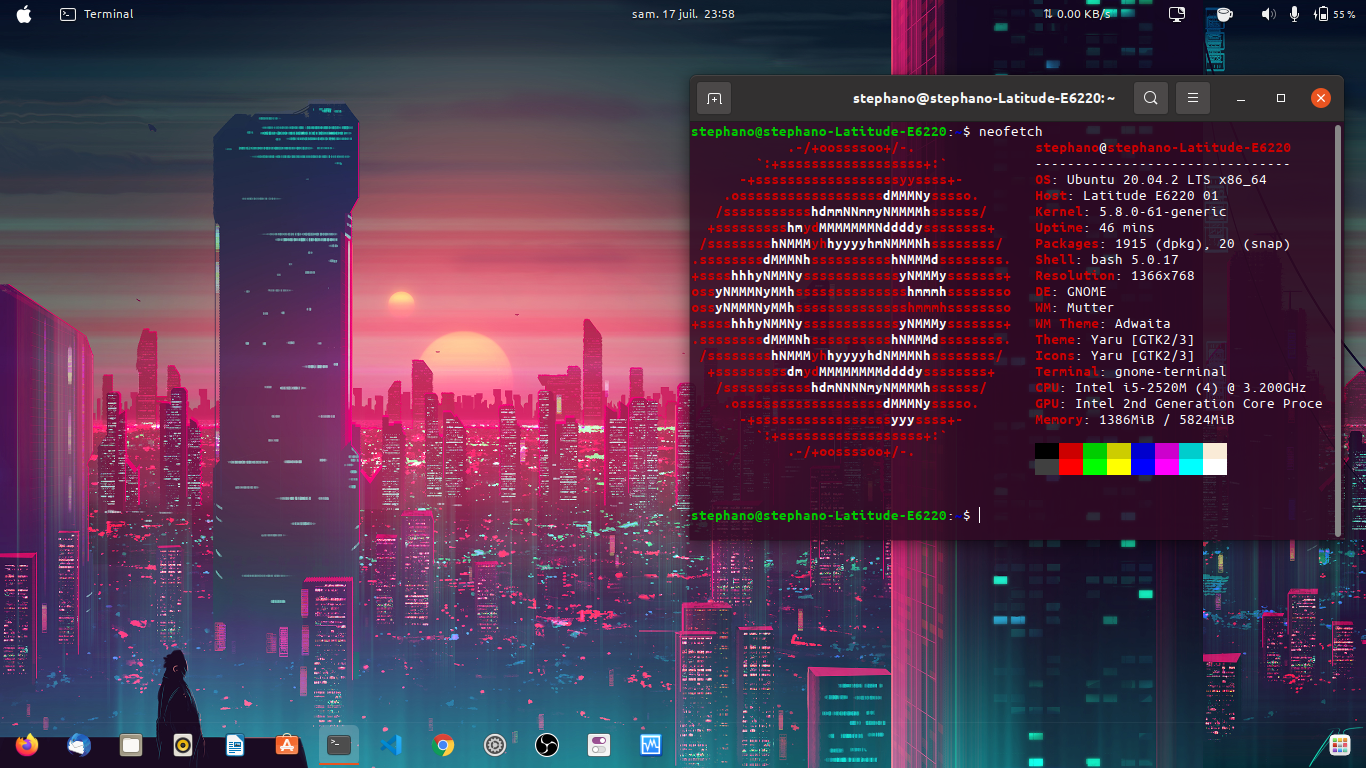 Terminal
sam. 17 juil. 23:58
0.00 KB/s
55 %
stephano@stephano-Latitude-E6220: ~
stephano@stephano-Latitude-E6220:~$ neofetch
.-/+oossssoo+/-. stephano@stephano-Latitude-E6220
`:+ssssssssssssssssss+:` --------------------------------
-+ssssssssssssssssssyyssss+- OS: Ubuntu 20.04.2 LTS x86_64
.ossssssssssssssssssdMMMNysssso. Host: Latitude E6220 01
/ssssssssssshdmmNNmmyNMMMMhssssss/ Kernel: 5.8.0-61-generic
+ssssssssshmydMMMMMMMNddddyssssssss+ Uptime: 46 mins
/sssssssshNMMMyhhyyyyhmNMMMNhssssssss/ Packages: 1915 (dpkg), 20 (snap)
.ssssssssdMMMNhsssssssssshNMMMdssssssss. Shell: bash 5.0.17
+sssshhhyNMMNyssssssssssssyNMMMysssssss+ Resolution: 1366x768
ossyNMMMNyMMhsssssssssssssshmmmhssssssso DE: GNOME
ossyNMMMNyMMhsssssssssssssshmmmhssssssso WM: Mutter
+sssshhhyNMMNyssssssssssssyNMMMysssssss+ WM Theme: Adwaita
.ssssssssdMMMNhsssssssssshNMMMdssssssss. Theme: Yaru [GTK2/3]
/sssssssshNMMMyhhyyyyhdNMMMNhssssssss/ Icons: Yaru [GTK2/3]
+sssssssssdmydMMMMMMMMddddyssssssss+ Terminal: gnome-terminal
/ssssssssssshdmNNNNmyNMMMMhssssss/ CPU: Intel i5-2520M (4) @ 3.200GHz
.ossssssssssssssssssdMMMNysssso. GPU: Intel 2nd Generation Core Proce
-+sssssssssssssssssyyyssss+- Memory: 1386MiB / 5824MiB
`:+ssssssssssssssssss+:`
.-/+oossssoo+/-.
stephano@stephano-Latitude-E6220:~$